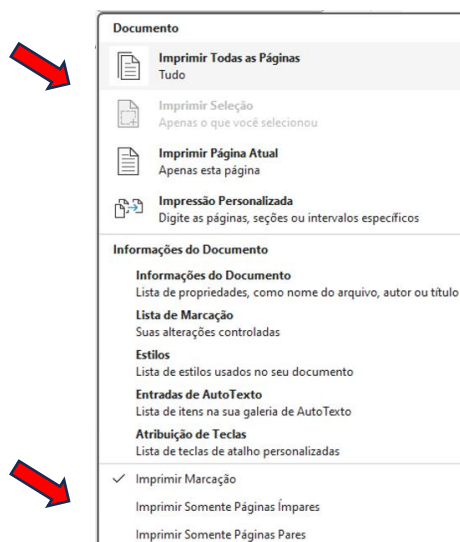 Documento
Imprimir Todas as Páginas
Tudo
Imprimir Seleção
Apenas o que você selecionou
Imprimir Página Atual
Apenas esta página
Impressão Personalizada
Digite as páginas, seções ou intervalos específicos
Informações do Documento
Informações do Documento
Lista de propriedades, como nome do arquivo, autor ou título
Lista de Marcação
Suas alterações controladas
Estilos
Lista de estilos usados no seu documento
Entradas de AutoTexto
Lista de itens na sua galeria de AutoTexto
Atribuição de Teclas
Lista de teclas de atalho personalizadas
Imprimir Marcação
Imprimir Somente Páginas Ímpares
Imprimir Somente Páginas Pares